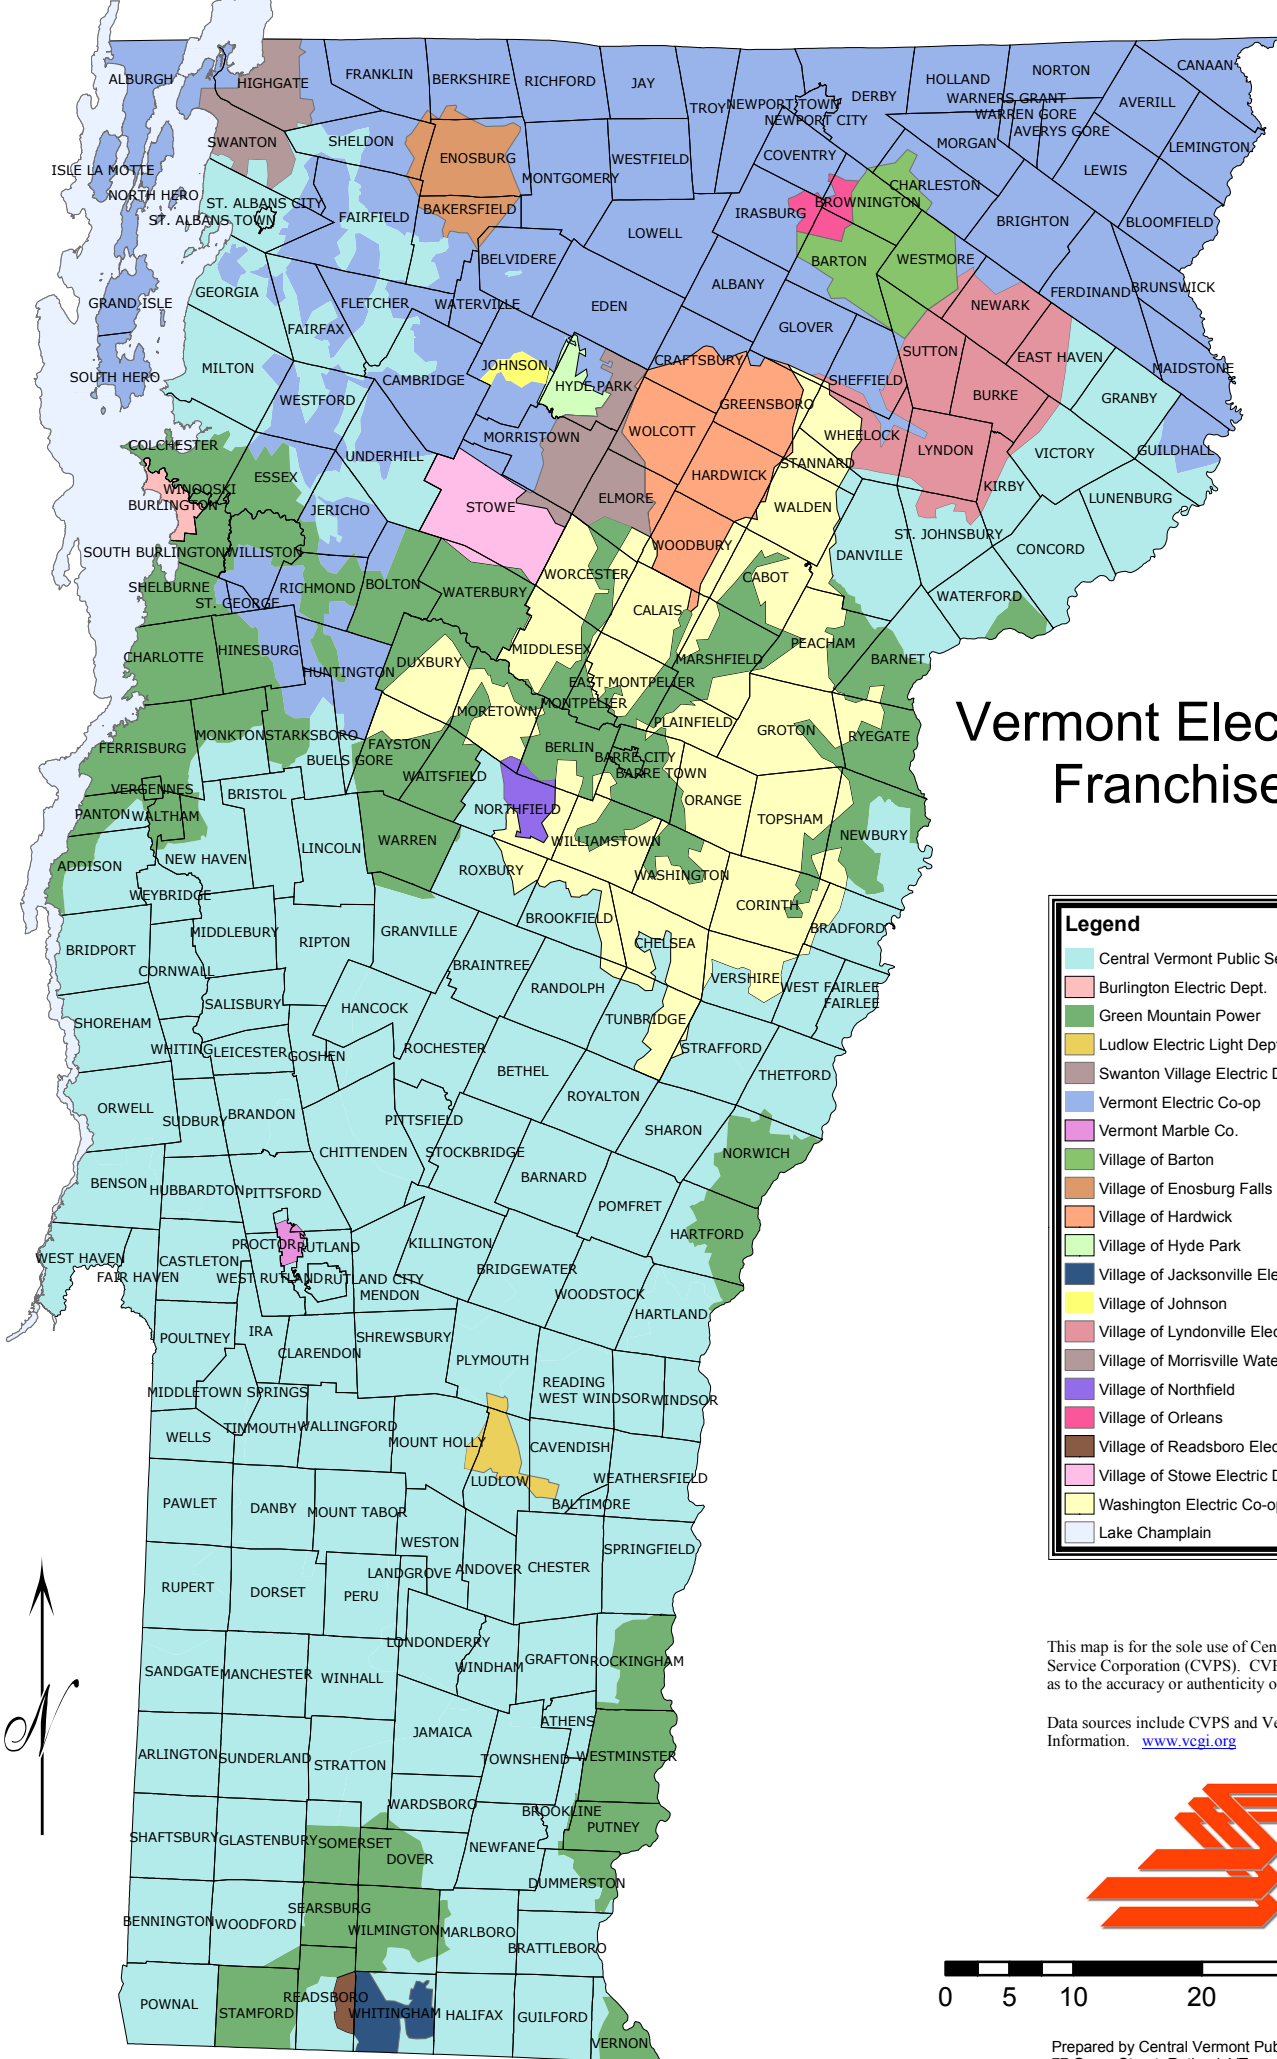 ALBURGH
HIGHGATE
FRANKLIN
BERKSHIRE
RICHFORD
JAY
TROY
NEWPORT TOWN
NEWPORT CITY
DERBY
HOLLAND
NORTON
WARNERS GRANT
WARREN GORE
AVERYS GORE
CANAAN
AVERILL
LEMINGTON
MORGAN
LEWIS
SWANTON
SHELDON
ENOSBURG
MONTGOMERY
WESTFIELD
COVENTRY
ISLE LA MOTTE
NORTH HERO
ST. ALBANS CITY
ST. ALBANS TOWN
FAIRFIELD
BAKERSFIELD
LOWELL
IRASBURG
BROWNINGTON
CHARLESTON
BRIGHTON
BLOOMFIELD
BELVIDERE
BARTON
WESTMORE
GRAND ISLE
GEORGIA
FAIRFAX
FLETCHER
WATERVILLE
EDEN
ALBANY
GLOVER
NEWARK
FERDINAND
BRUNSWICK
SOUTH HERO
MILTON
WESTFORD
CAMBRIDGE
JOHNSON
HYDE PARK
CRAFTSBURY
GREENSBORO
SHEFFIELD
SUTTON
BURKE
EAST HAVEN
GRANBY
MAIDSTONE
COLCHESTER
ESSEX
UNDERHILL
MORRISTOWN
WOLCOTT
HARDWICK
WHEELOCK
STANNARD
LYNDON
KIRBY
VICTORY
GUILDHALL
WINOOSKI
BURLINGTON
JERICHO
STOWE
ELMORE
WALDEN
LUNENBURG
SOUTH BURLINGTON
WILLISTON
WOODBURY
DANVILLE
ST. JOHNSBURY
CONCORD
SHELBURNE
ST. GEORGE
RICHMOND
BOLTON
WATERBURY
WORCESTER
CALAIS
CABOT
WATERFORD
CHARLOTTE
HINESBURG
HUNTINGTON
DUXBURY
MIDDLESEX
EAST MONTPELIER
MARSHFIELD
PEACHAM
BARNET
FERRISBURG
MONKTON
STARKSBORO
BUELS GORE
FAYSTON
MORETOWN
MONTPELIER
BERLIN
PLAINFIELD
BARRE CITY
BARRE TOWN
GROTON
RYEGATE
Vermont Elec
Franchise
VERGENNES
PANTON
WALTHAM
BRISTOL
WAITSFIELD
NORTHFIELD
ORANGE
TOPSHAM
NEWBURY
ADDISON
NEW HAVEN
LINCOLN
WARREN
ROXBURY
WILLIAMSTOWN
WASHINGTON
CORINTH
WEYBRIDGE
MIDDLEBURY
RIPTON
GRANVILLE
BROOKFIELD
CHELSEA
BRADFORD
BRIDPORT
CORNWALL
SALISBURY
HANCOCK
BRAINTREE
RANDOLPH
VERSHIRE
WEST FAIRLEE
FAIRLEE
SHOREHAM
WHITING
LEICESTER
GOSHEN
ROCHESTER
TUNBRIDGE
STRAFFORD
BETHEL
THETFORD
ORWELL
SUDBURY
BRANDON
PITTSFIELD
ROYALTON
SHARON
CHITTENDEN
STOCKBRIDGE
NORWICH
BENSON
HUBBARDTON
PITTSFORD
BARNARD
POMFRET
HARTFORD
WEST HAVEN
FAIR HAVEN
CASTLETON
PROCTOR
RUTLAND
WEST RUTLAND
RUTLAND CITY
MENDON
KILLINGTON
BRIDGEWATER
WOODSTOCK
HARTLAND
POULTNEY
IRA
CLARENDON
SHREWSBURY
PLYMOUTH
READING
WEST WINDSOR
WINDSOR
MIDDLETOWN SPRINGS
WELLS
TINMOUTH
WALLINGFORD
MOUNT HOLLY
LUDLOW
CAVENDISH
WEATHERSFIELD
BALTIMORE
PAWLET
DANBY
MOUNT TABOR
WESTON
ANDOVER
CHESTER
SPRINGFIELD
RUPERT
DORSET
PERU
LANDGROVE
LONDONDERRY
WINDHAM
GRAFTON
ROCKINGHAM
SANDGATE
MANCHESTER
WINHALL
JAMAICA
ATHENS
TOWNSHEND
WESTMINSTER
ARLINGTON
SUNDERLAND
STRATTON
WARDSBORO
BROOKLINE
PUTNEY
SHAFTSBURY
GLASTENBURY
SOMERSET
DOVER
NEWFANE
DUMMERSTON
BENNINGTON
WOODFORD
SEARSBURG
WILMINGTON
MARLBORO
BRATTLEBORO
POWNAL
STAMFORD
READSBORO
WHITINGHAM
HALIFAX
GUILFORD
VERNON
Legend
Central Vermont Public Se
Burlington Electric Dept.
Green Mountain Power
Ludlow Electric Light Dept
Swanton Village Electric D
Vermont Electric Co-op
Vermont Marble Co.
Village of Barton
Village of Enosburg Falls
Village of Hardwick
Village of Hyde Park
Village of Jacksonville Ele
Village of Johnson
Village of Lyndonville Elec
Village of Morrisville Wate
Village of Northfield
Village of Orleans
Village of Readsboro Elec
Village of Stowe Electric D
Washington Electric Co-op
Lake Champlain
This map is for the sole use of Cen
Service Corporation (CVPS). CVP
as to the accuracy or authenticity o
Data sources include CVPS and Ve
Information. www.vcgi.org
N
0 5 10 20
Prepared by Central Vermont Pub